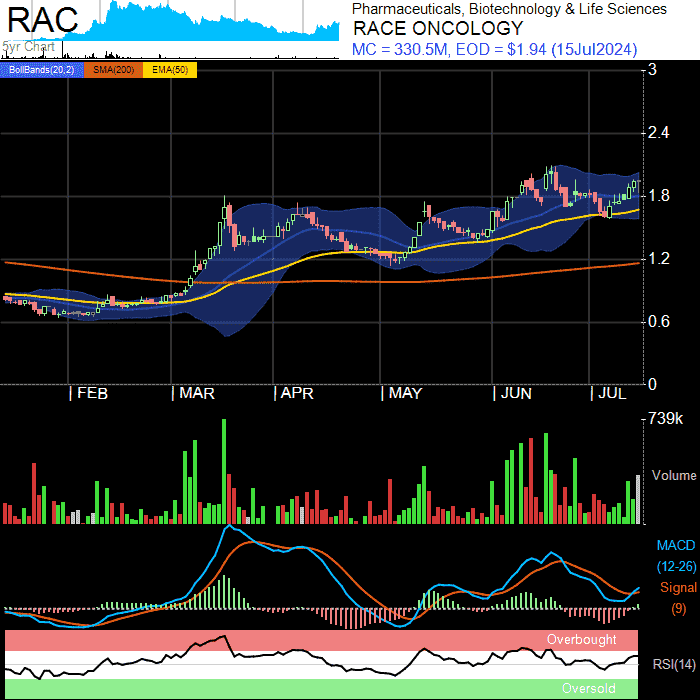 RAC
5yr Chart
Pharmaceuticals, Biotechnology & Life Sciences
RACE ONCOLOGY
MC = 330.5M, EOD = $1.94 (15Jul2024)
BollBands(20,2) SMA(200) EMA(50)
3
2.4
1.8
1.2
0.6
0
FEB MAR APR MAY JUN JUL
739k
Volume
MACD
(12-26)
Signal
(9)
Overbought
RSI(14)
Oversold